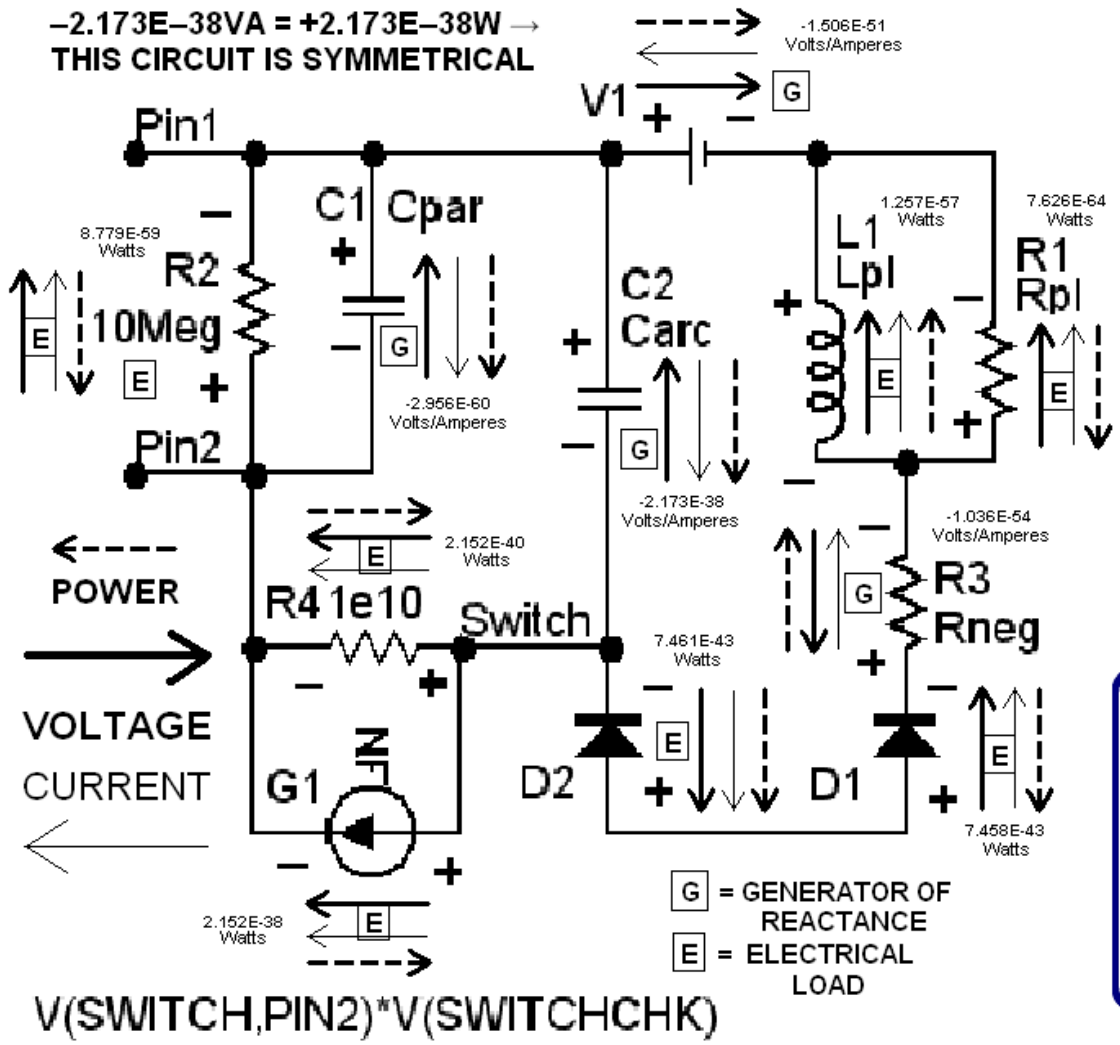 –2.173E–38VA = +2.173E–38W →
THIS CIRCUIT IS SYMMETRICAL
-1.506E-51
Volts/Amperes
V1
+
–
G
Pin1
–
8.779E-59
Watts
R2
10Meg
+
E
E
C1
Cpar
+
–
G
-2.956E-60
Volts/Amperes
C2
Carc
+
–
G
-2.173E-38
Volts/Amperes
1.257E-57
Watts
L1
Lpl
+
–
E
7.626E-64
Watts
R1
Rpl
–
+
E
Pin2
POWER
2.152E-40
Watts
E
R4 1e10
–
+
Switch
-1.036E-54
Volts/Amperes
–
R3
Rneg
+
G
VOLTAGE
CURRENT
7.461E-43
Watts
–
E
D2
+
–
D1
+
E
7.458E-43
Watts
NF
G1
–
+
2.152E-38
Watts
E
G = GENERATOR OF
REACTANCE
E = ELECTRICAL
LOAD
V(SWITCH,PIN2)*V(SWITCHCHK)